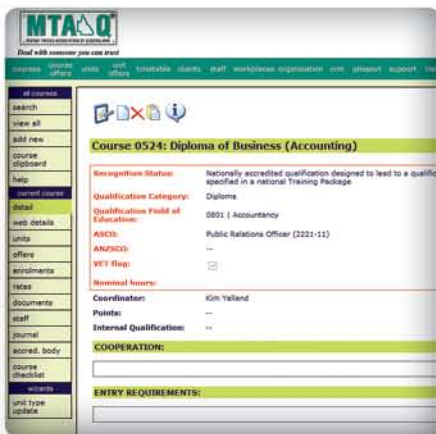 MTA Q
MOTOR TRADES ASSOCIATION OF QUEENSLAND
Deal with someone you can trust
courses course offers units unit offers timetable clients staff workplaces organisation crm support
all courses
search
view all
add new
course clipboard
help
current course
detail
web details
units
offers
enrolments
rates
documents
staff
journal
accred. body
course checklist
wizards
unit type update
Course 0524: Diploma of Business (Accounting)
Recognition Status: Nationally accredited qualification designed to lead to a qualific
specified in a national Training Package
Qualification Category: Diploma
Qualification Field of Education: 0801 | Accountancy
ASCO: Public Relations Officer (2221-11)
ANZSCO: --
VET flag:
Nominal hours:
Coordinator: Kim Yelland
Points: --
Internal Qualification: --
COOPERATION:
ENTRY REQUIREMENTS: